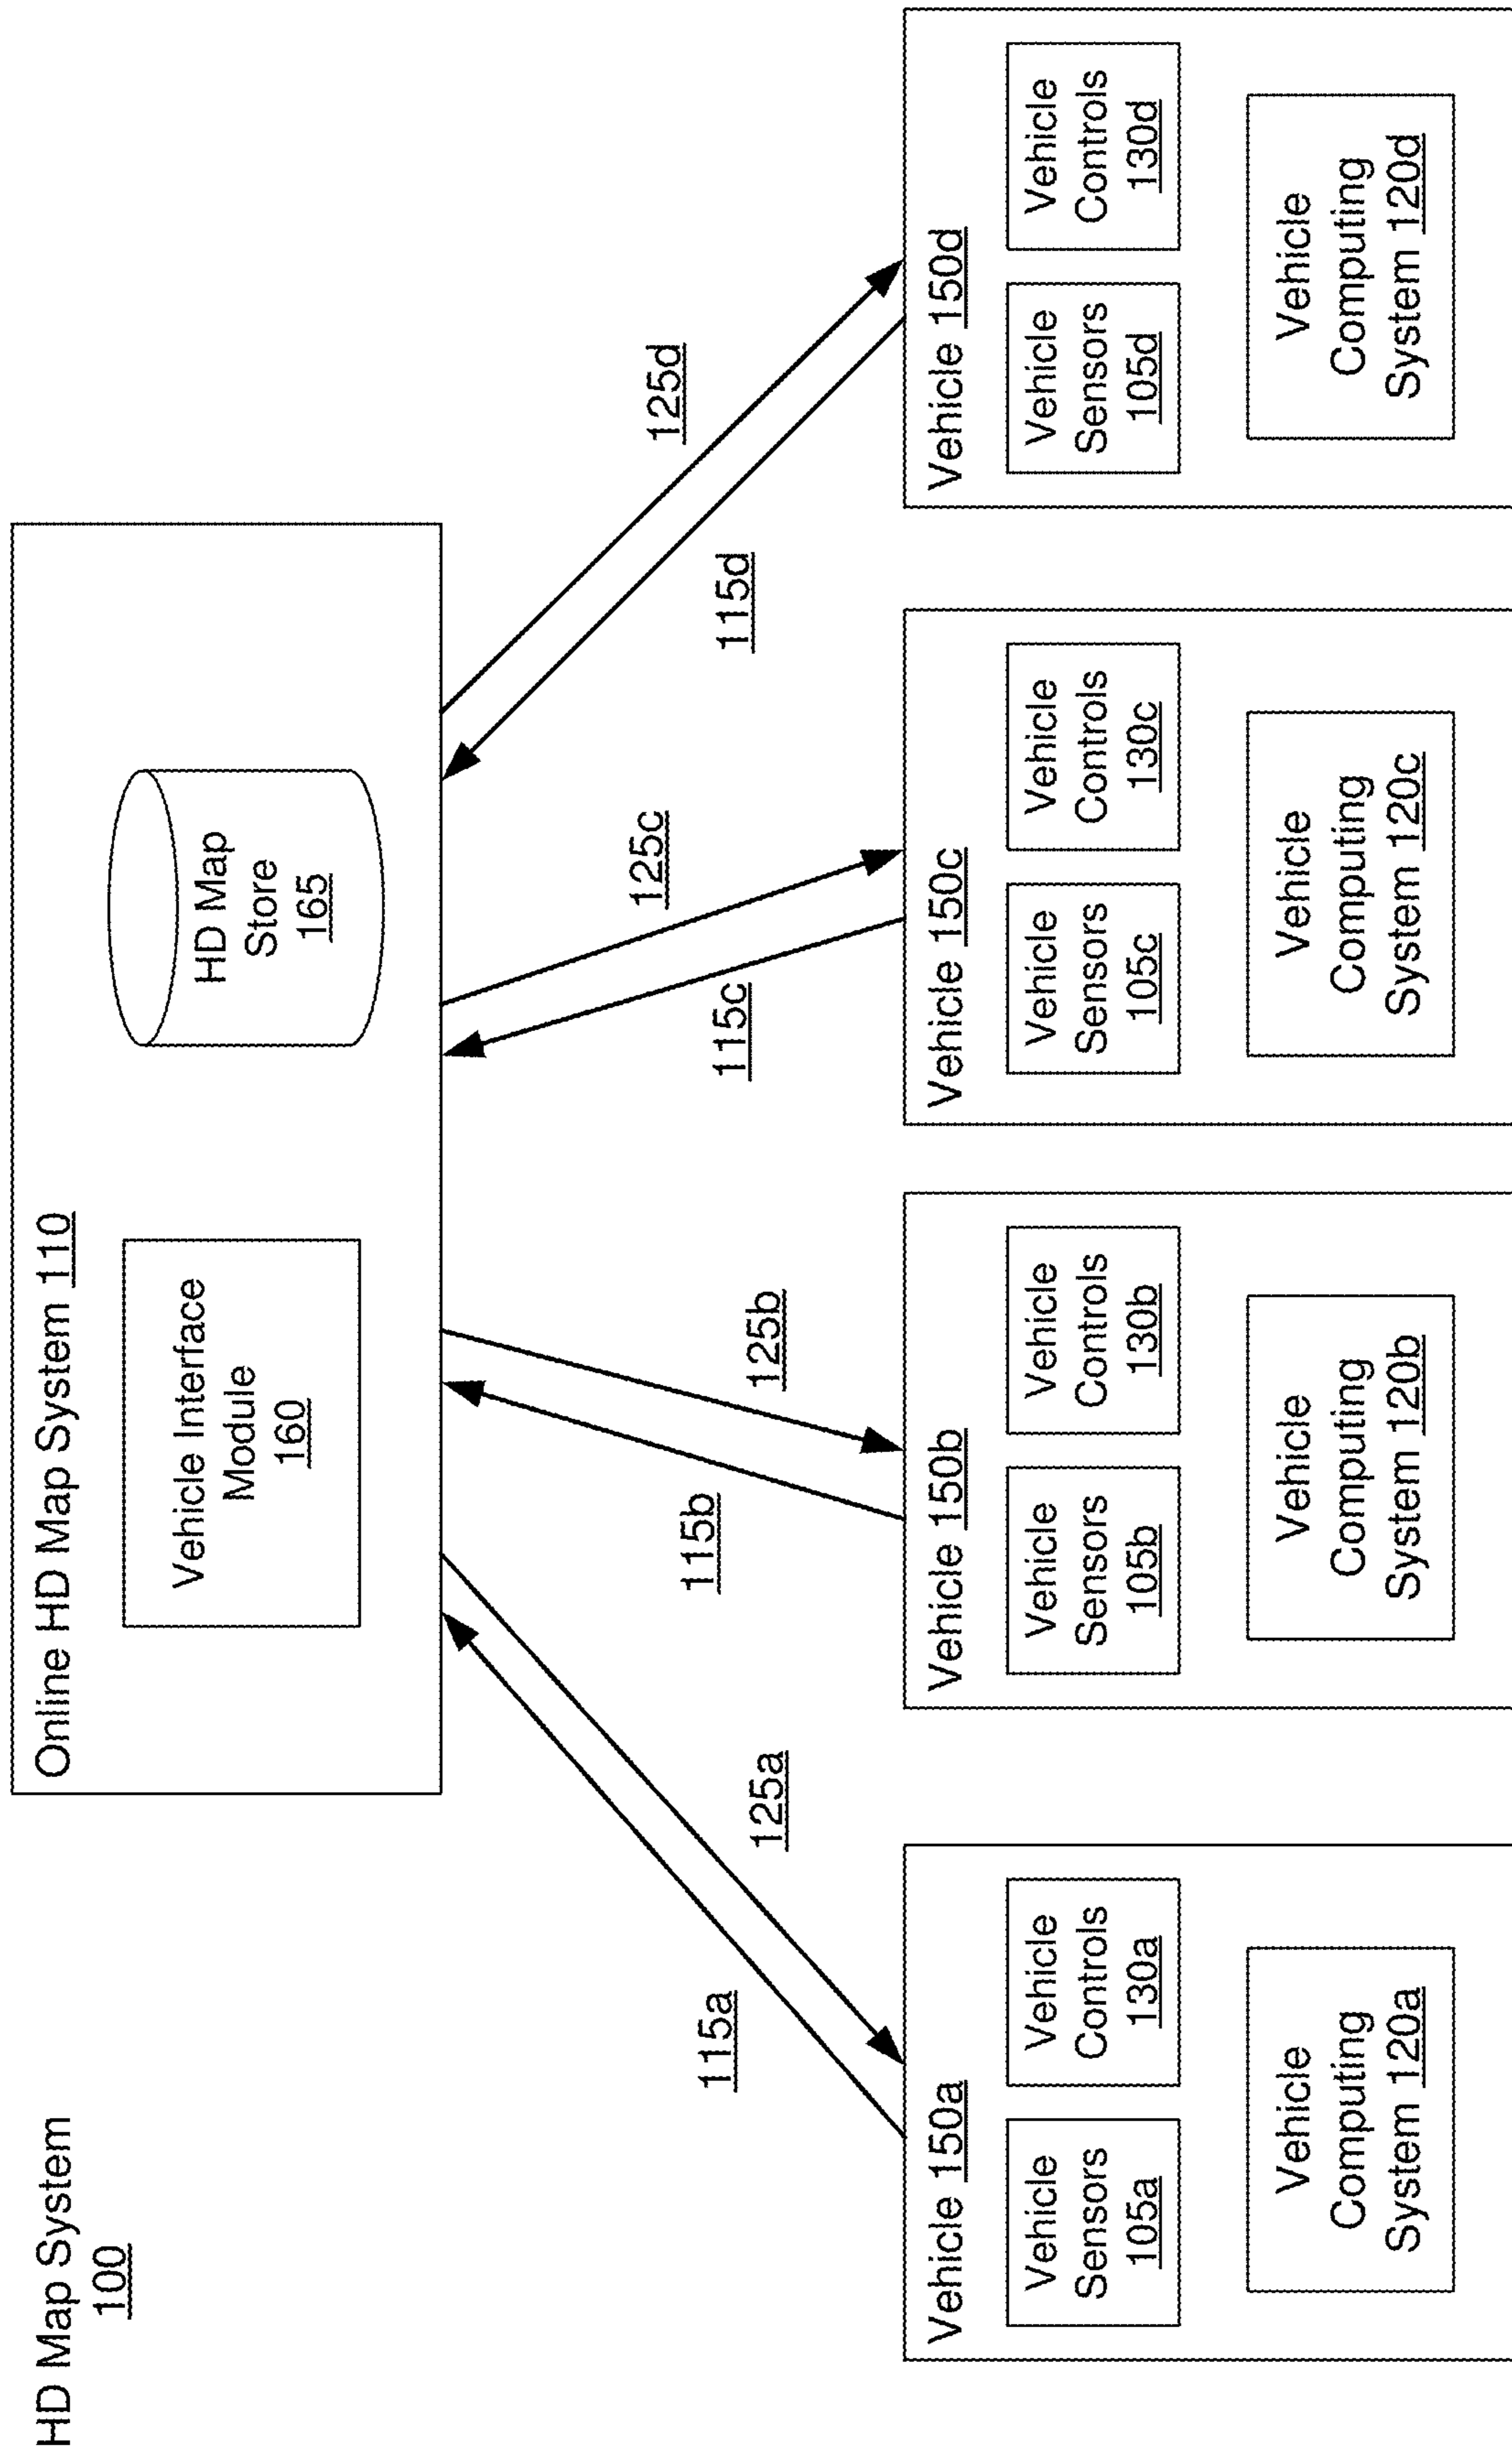 HD Map System
100
Online HD Map System 110
Vehicle Interface
Module
160
HD Map
Store
165
115a
125a
115b
125b
115c
125c
115d
125d
Vehicle 150a
Vehicle
Sensors
105a
Vehicle
Controls
130a
Vehicle
Computing
System 120a
Vehicle 150b
Vehicle
Sensors
105b
Vehicle
Controls
130b
Vehicle
Computing
System 120b
Vehicle 150c
Vehicle
Sensors
105c
Vehicle
Controls
130c
Vehicle
Computing
System 120c
Vehicle 150d
Vehicle
Sensors
105d
Vehicle
Controls
130d
Vehicle
Computing
System 120d